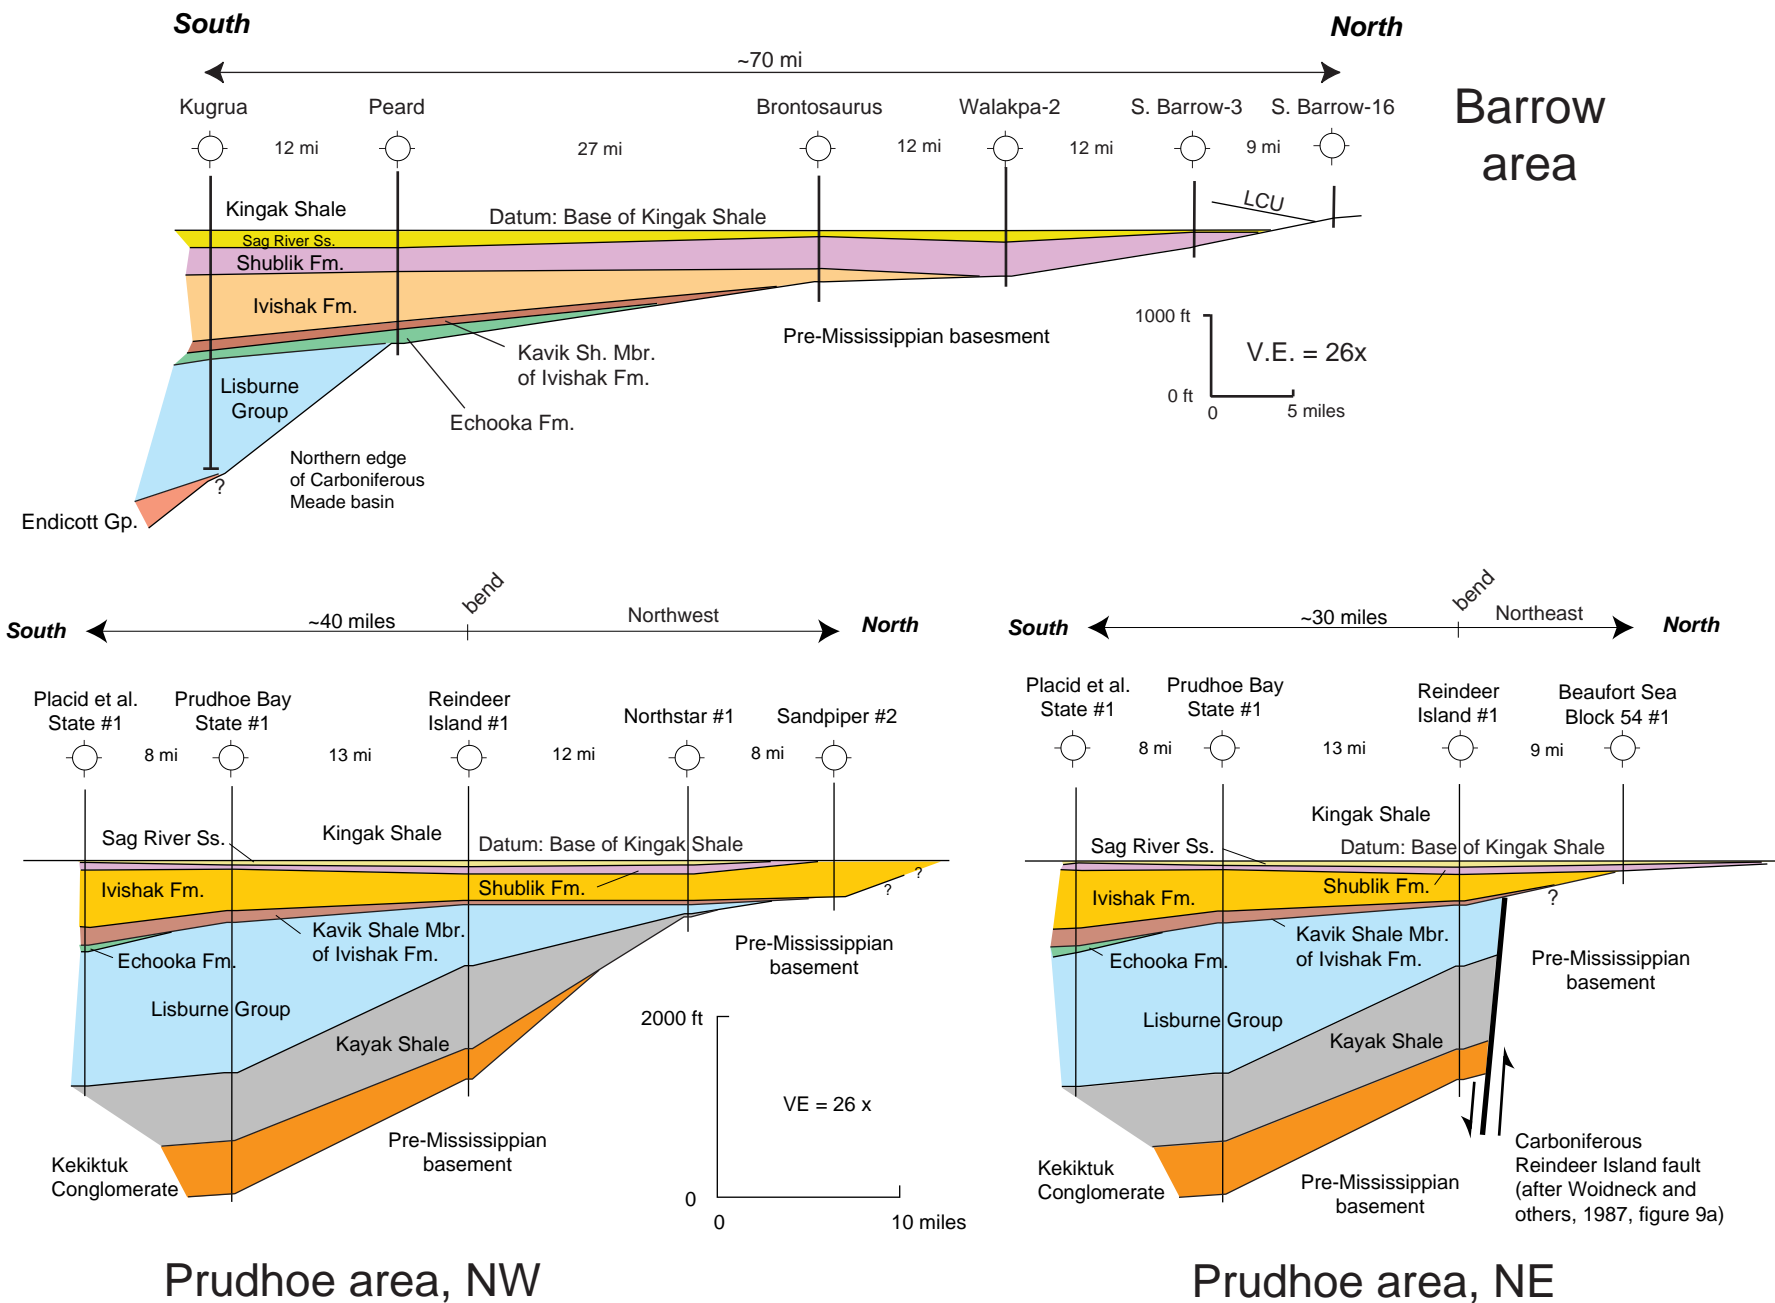 South
North
~70 mi
Barrow
area
Kugrua
Peard
Brontosaurus
Walakpa-2
S. Barrow-3
S. Barrow-16
12 mi
27 mi
12 mi
12 mi
9 mi
Kingak Shale
Datum: Base of Kingak Shale
LCU
Sag River Ss.
Shublik Fm.
Ivishak Fm.
Kavik Sh. Mbr.
of Ivishak Fm.
Echooka Fm.
Pre-Mississippian basesment
1000 ft
V.E. = 26x
0 ft
0
5 miles
Lisburne
Group
Northern edge
of Carboniferous
Meade basin
?
Endicott Gp.
South
~40 miles
bend
Northwest
North
Placid et al.
State #1
Prudhoe Bay
State #1
Reindeer
Island #1
Northstar #1
Sandpiper #2
8 mi
13 mi
12 mi
8 mi
Sag River Ss.
Kingak Shale
Datum: Base of Kingak Shale
Ivishak Fm.
Shublik Fm.
?
?
Kavik Shale Mbr.
of Ivishak Fm.
Echooka Fm.
Pre-Mississippian
basement
Lisburne Group
Kayak Shale
2000 ft
VE = 26 x
0
0
10 miles
Pre-Mississippian
basement
Kekiktuk
Conglomerate
Prudhoe area, NW
South
~30 miles
bend
Northeast
North
Placid et al.
State #1
Prudhoe Bay
State #1
Reindeer
Island #1
Beaufort Sea
Block 54 #1
8 mi
13 mi
9 mi
Kingak Shale
Sag River Ss.
Datum: Base of Kingak Shale
Ivishak Fm.
Shublik Fm.
?
Kavik Shale Mbr.
of Ivishak Fm.
Echooka Fm.
Pre-Mississippian
basement
Lisburne Group
Kayak Shale
Carboniferous
Reindeer Island fault
(after Woidneck and
others, 1987, figure 9a)
Kekiktuk
Conglomerate
Pre-Mississippian
basement
Prudhoe area, NE